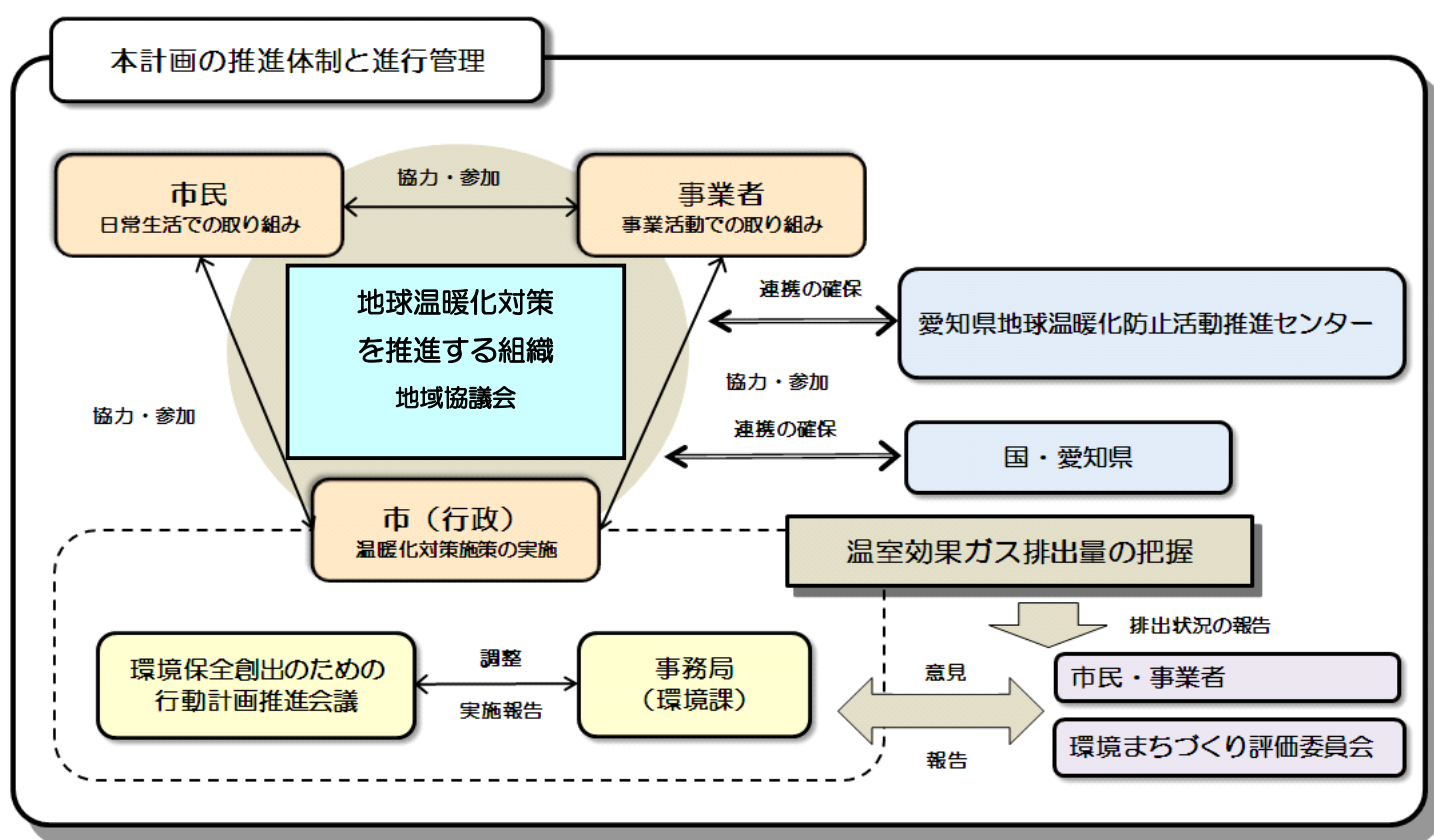 本計画の推進体制と進行管理
市民
日常生活での取り組み
協力・参加
事業者
事業活動での取り組み
地球温暖化対策
を推進する組織
地域協議会
連携の確保
愛知県地球温暖化防止活動推進センター
協力・参加
協力・参加
連携の確保
国・愛知県
市（行政）
温暖化対策施策の実施
温室効果ガス排出量の把握
排出状況の報告
環境保全創出のための
行動計画推進会議
調整
実施報告
事務局
（環境課）
意見
報告
市民・事業者
環境まちづくり評価委員会